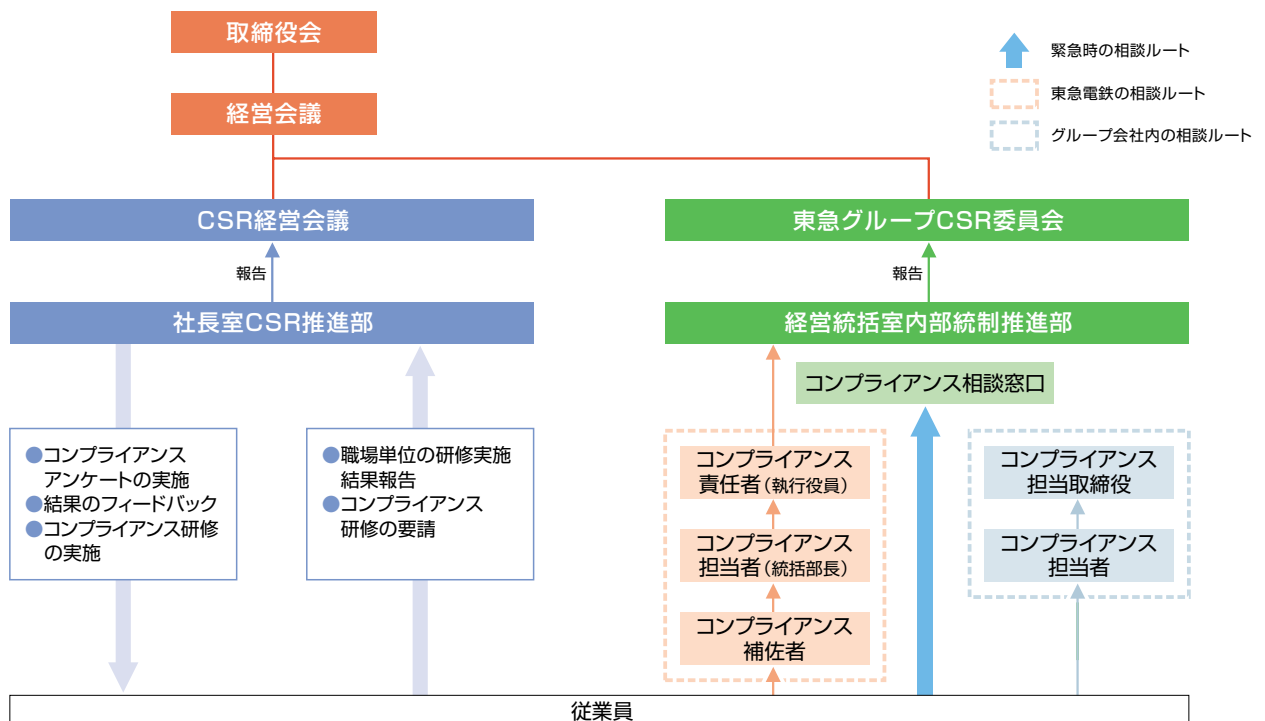 取締役会
経営会議
緊急時の相談ルート
東急電鉄の相談ルート
グループ会社内の相談ルート
CSR経営会議
報告
社長室CSR推進部
●コンプライアンス
アンケートの実施
●結果のフィードバック
●コンプライアンス研修
の実施
●職場単位の研修実施
結果報告
●コンプライアンス
研修の要請
東急グループCSR委員会
報告
経営統括室内部統制推進部
コンプライアンス相談窓口
コンプライアンス
責任者(執行役員)
コンプライアンス
担当者(統括部長)
コンプライアンス
補佐者
コンプライアンス
担当取締役
コンプライアンス
担当者
従業員